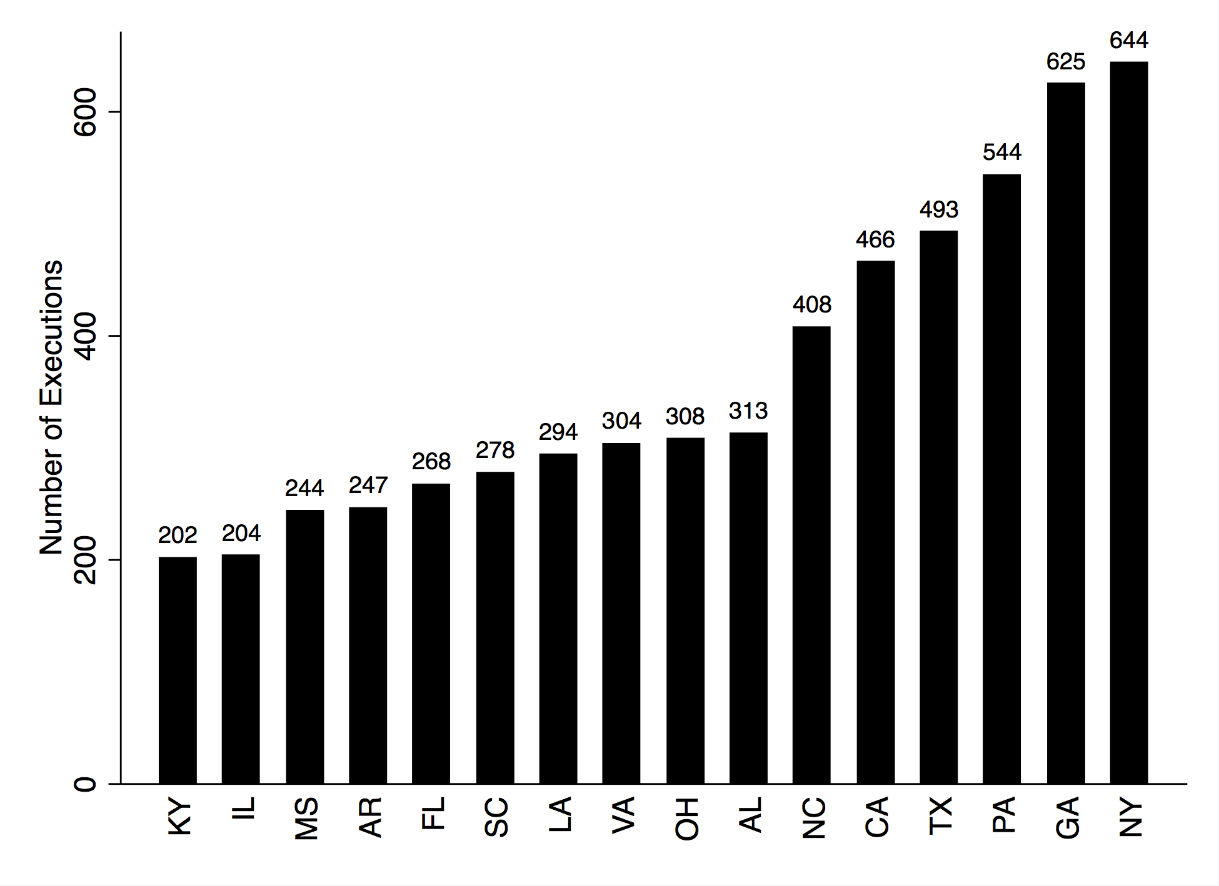 Number of Executions
600
400
200
0
202
204
244
247
268
278
294
304
308
313
408
466
493
544
625
644
KY
IL
MS
AR
FL
SC
LA
VA
OH
AL
NC
CA
TX
PA
GA
NY